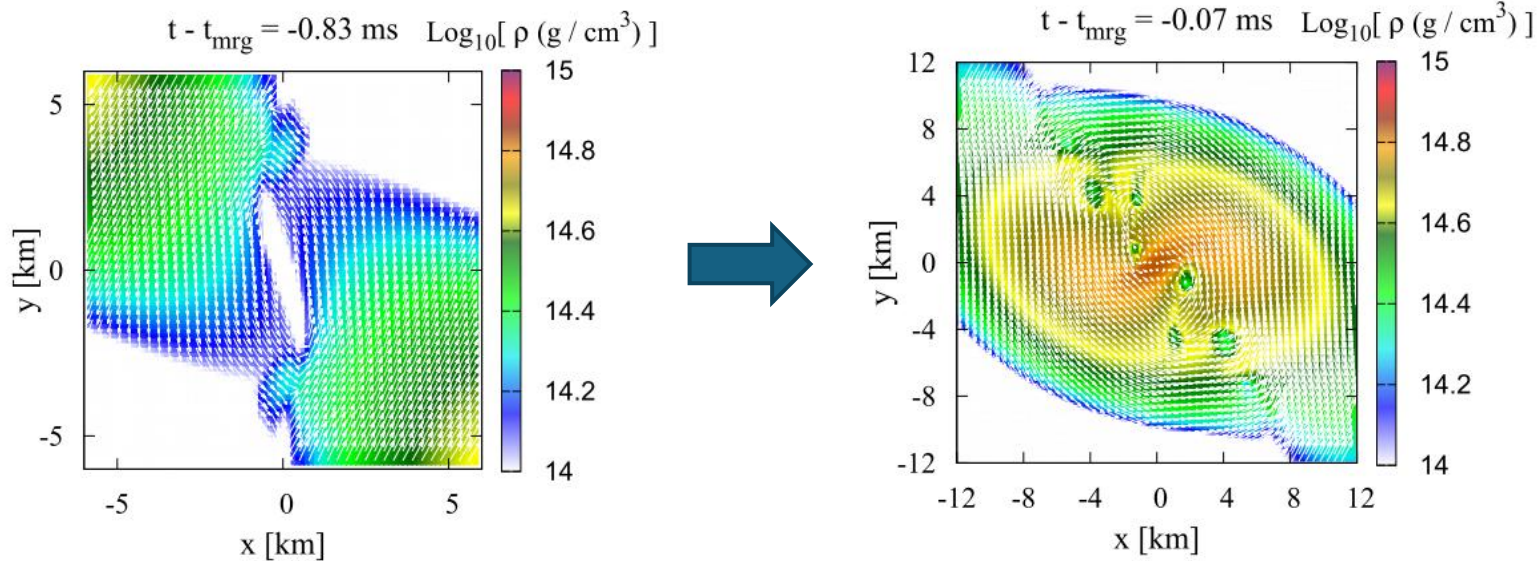 t - t_mrg = -0.83 ms Log₁₀[ ρ (g / cm³) ]
5
0
-5
y [km]
-5 0 5
x [km]
15
14.8
14.6
14.4
14.2
14
t - t_mrg = -0.07 ms Log₁₀[ ρ (g / cm³) ]
12
8
4
0
-4
-8
-12
y [km]
-12 -8 -4 0 4 8 12
x [km]
15
14.8
14.6
14.4
14.2
14